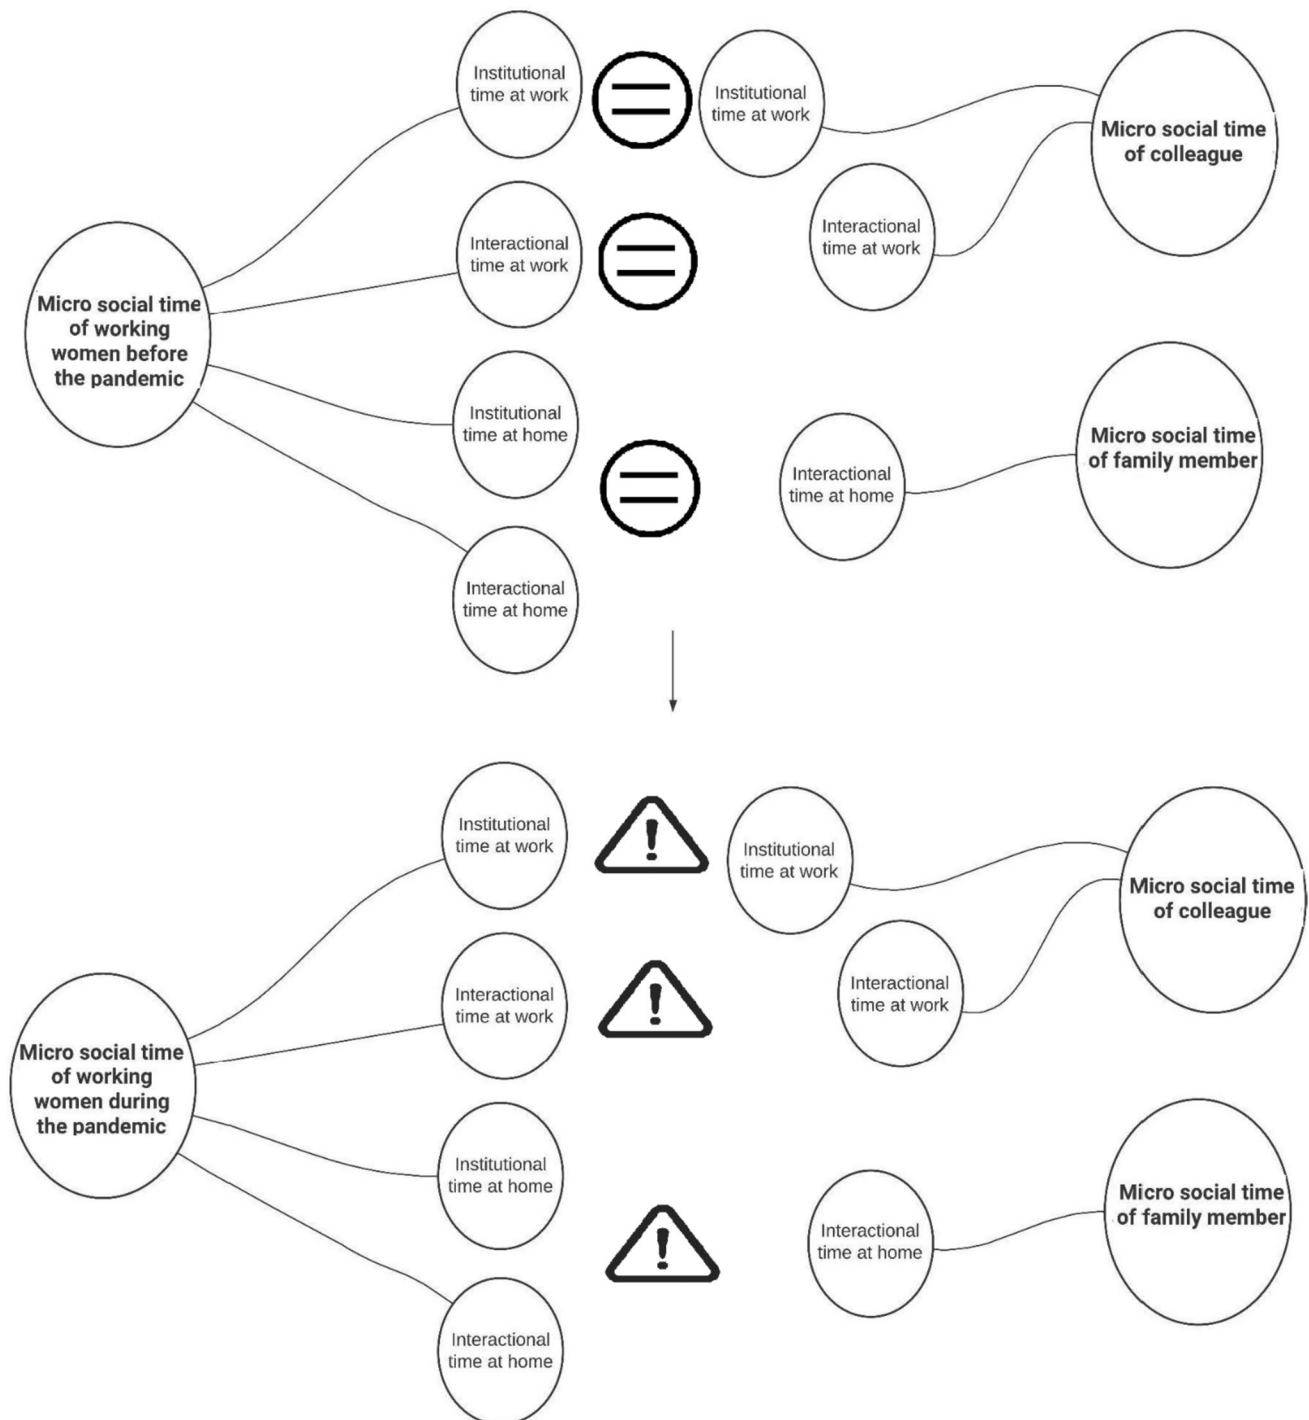 Institutional
time at work
Institutional
time at work
Micro social time
of colleague
Interactional
time at work
Interactional
time at work
Micro social time
of working
women before
the pandemic
Institutional
time at home
Interactional
time at home
Micro social time
of family member
Interactional
time at home
Institutional
time at work
!
Institutional
time at work
Micro social time
of colleague
Interactional
time at work
!
Interactional
time at work
Micro social time
of working
women during
the pandemic
Institutional
time at home
!
Interactional
time at home
Micro social time
of family member
Interactional
time at home